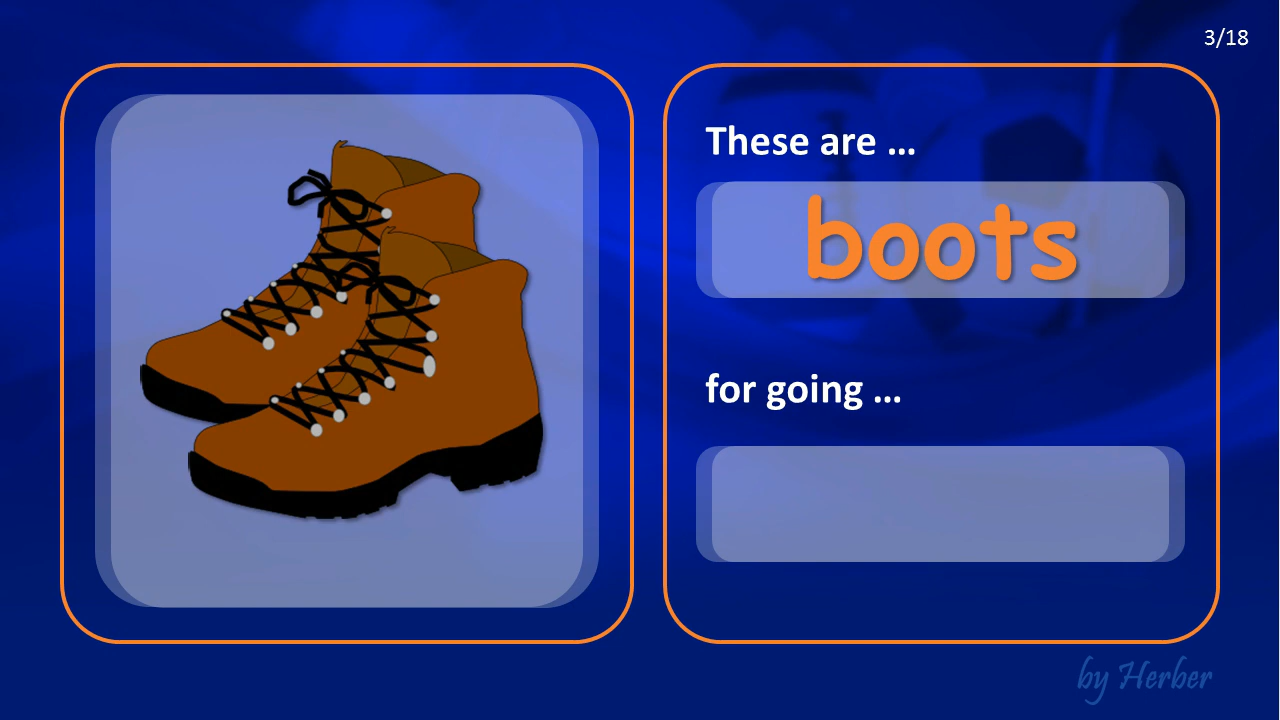 3/18
These are ...
boots
for going ...
by Herber